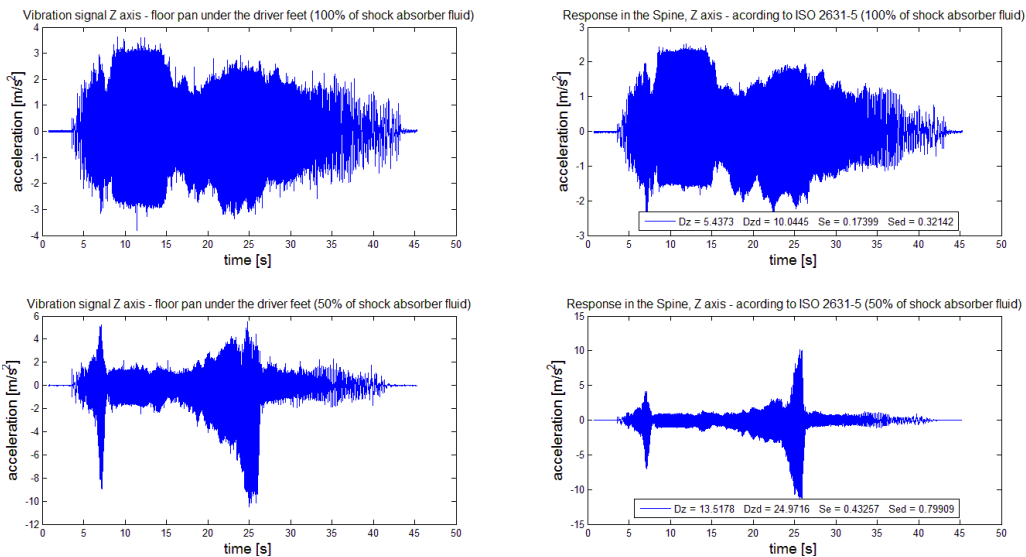 Vibration signal Z axis - floor pan under the driver feet (100% of shock absorber fluid)
acceleration [m/s²]
4
3
2
1
0
-1
-2
-3
-4
0 5 10 15 20 25 30 35 40 45 50
time [s]
Response in the Spine, Z axis - acording to ISO 2631-5 (100% of shock absorber fluid)
acceleration [m/s²]
3
2
1
0
-1
-2
-3
Dz = 5.4373 Dzd = 10.0445 Se = 0.17399 Sed = 0.32142
0 5 10 15 20 25 30 35 40 45 50
time [s]
Vibration signal Z axis - floor pan under the driver feet (50% of shock absorber fluid)
acceleration [m/s²]
6
4
2
0
-2
-4
-6
-8
-10
-12
0 5 10 15 20 25 30 35 40 45 50
time [s]
Response in the Spine, Z axis - acording to ISO 2631-5 (50% of shock absorber fluid)
acceleration [m/s²]
15
10
5
0
-5
-10
-15
Dz = 13.5178 Dzd = 24.9716 Se = 0.43257 Sed = 0.79909
0 5 10 15 20 25 30 35 40 45 50
time [s]